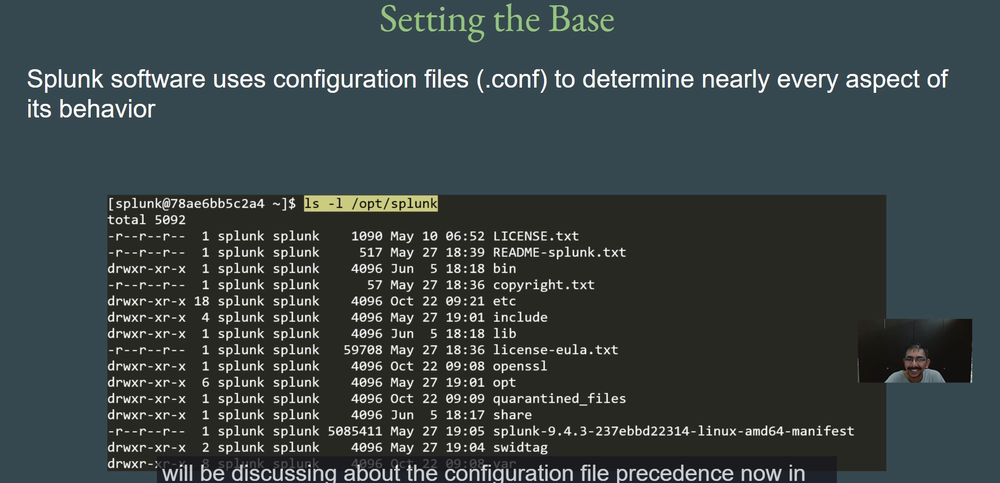 Setting the Base
Splunk software uses configuration files (.conf) to determine nearly every aspect of
its behavior
[splunk@78ae6bb5c2a4 ~]$ ls -l /opt/splunk
total 5092
-r--r--r--  1 splunk splunk    1090 May 10 06:52 LICENSE.txt
-r--r--r--  1 splunk splunk     517 May 27 18:39 README-splunk.txt
drwxr-xr-x  1 splunk splunk    4096 Jun  5 18:18 bin
-r--r--r--  1 splunk splunk      57 May 27 18:36 copyright.txt
drwxr-xr-x 18 splunk splunk    4096 Oct 22 09:21 etc
drwxr-xr-x  4 splunk splunk    4096 May 27 19:01 include
drwxr-xr-x  1 splunk splunk    4096 Jun  5 18:18 lib
-r--r--r--  1 splunk splunk   59708 May 27 18:36 license-eula.txt
drwxr-xr-x  1 splunk splunk    4096 Oct 22 09:08 openssl
drwxr-xr-x  6 splunk splunk    4096 May 27 19:01 opt
drwxr-xr-x  1 splunk splunk    4096 Oct 22 09:09 quarantined_files
drwxr-xr-x  1 splunk splunk    4096 Jun  5 18:17 share
-r--r--r--  1 splunk splunk 5085411 May 27 19:05 splunk-9.4.3-237ebbd22314-linux-amd64-manifest
drwxr-xr-x  2 splunk splunk    4096 May 27 19:04 swidtag
drwxr-xr-x  8 splunk splunk    4096 Oct 22 09:08 var
will be discussing about the configuration file precedence now in